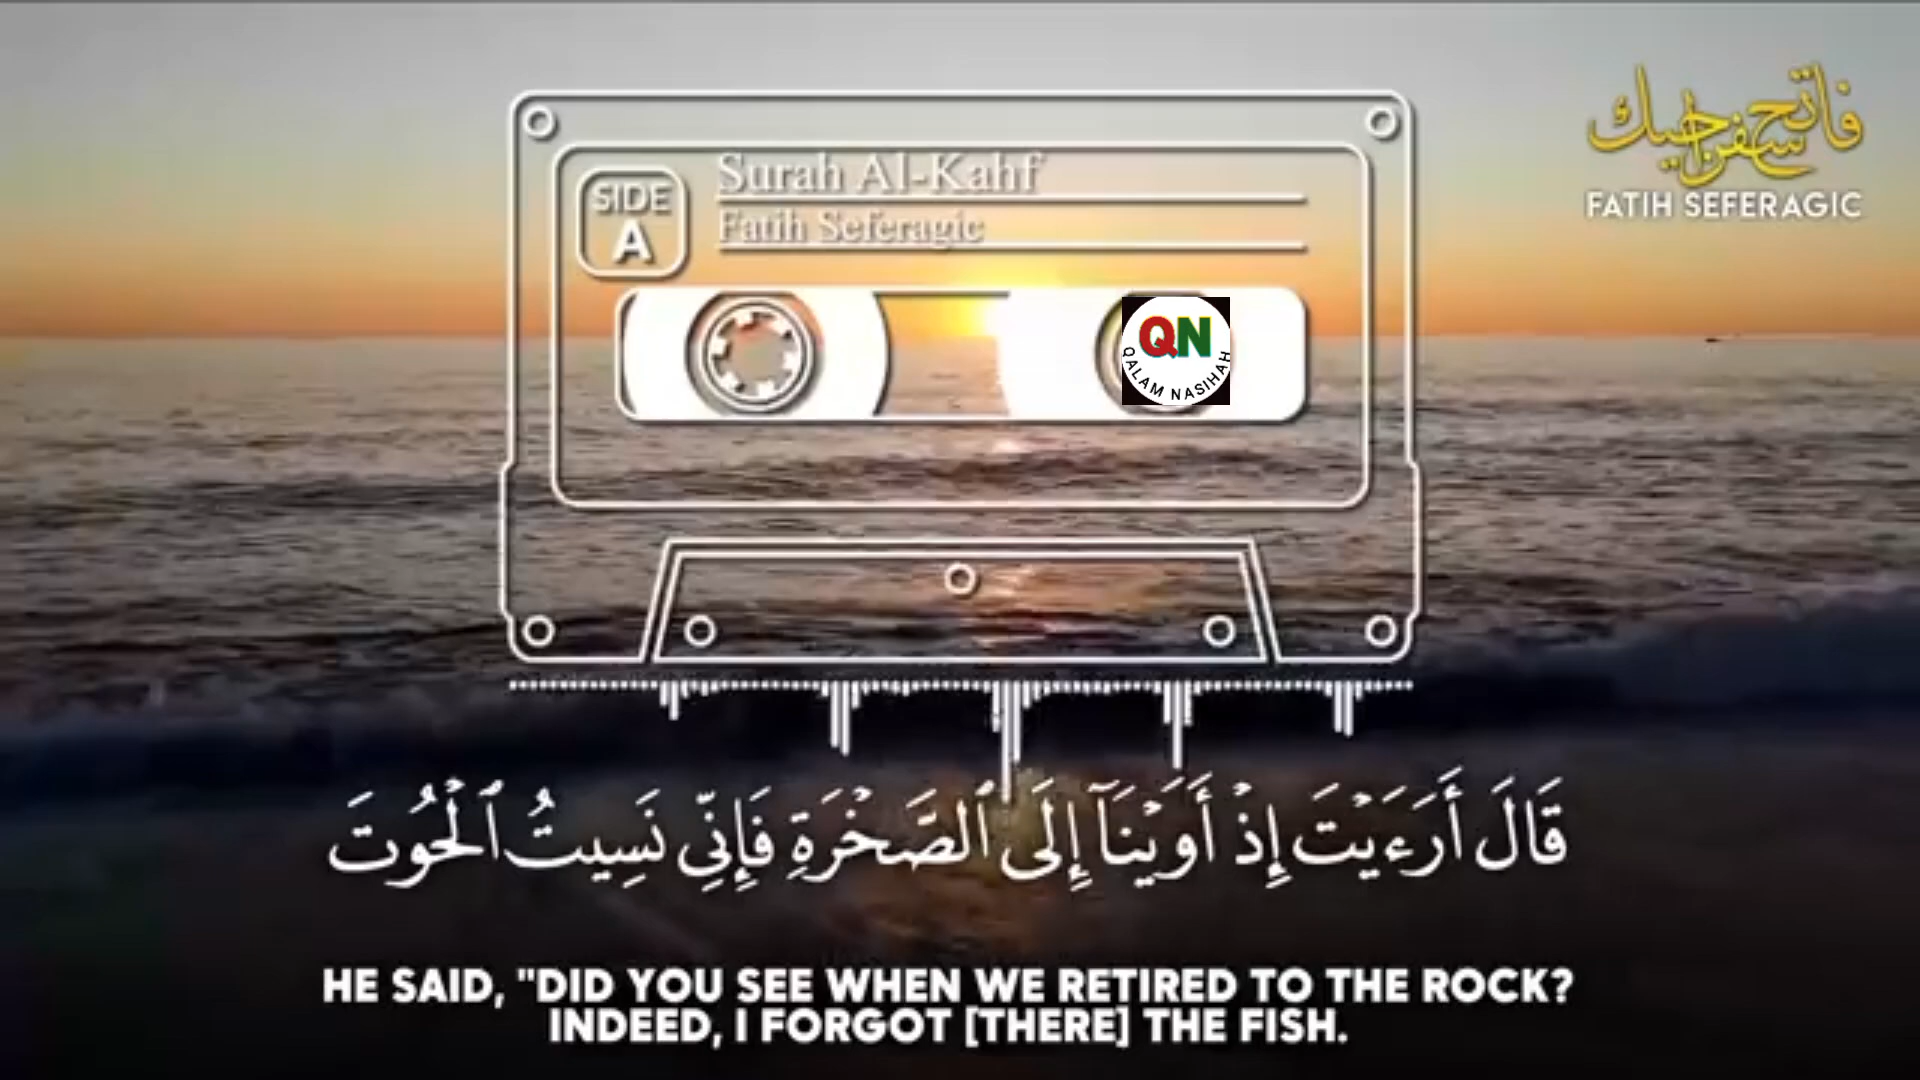 فاتح سفراجيك
FATIH SEFERAGIC
SIDE
A
Surah Al-Kahf
Fatih Seferagic
QN
QALAM NASIHAH
قَالَ أَرَءَيْتَ إِذْ أَوَيْنَآ إِلَى ٱلصَّخْرَةِ فَإِنِّى نَسِيتُ ٱلْحُوتَ
HE SAID, "DID YOU SEE WHEN WE RETIRED TO THE ROCK?
INDEED, I FORGOT [THERE] THE FISH.